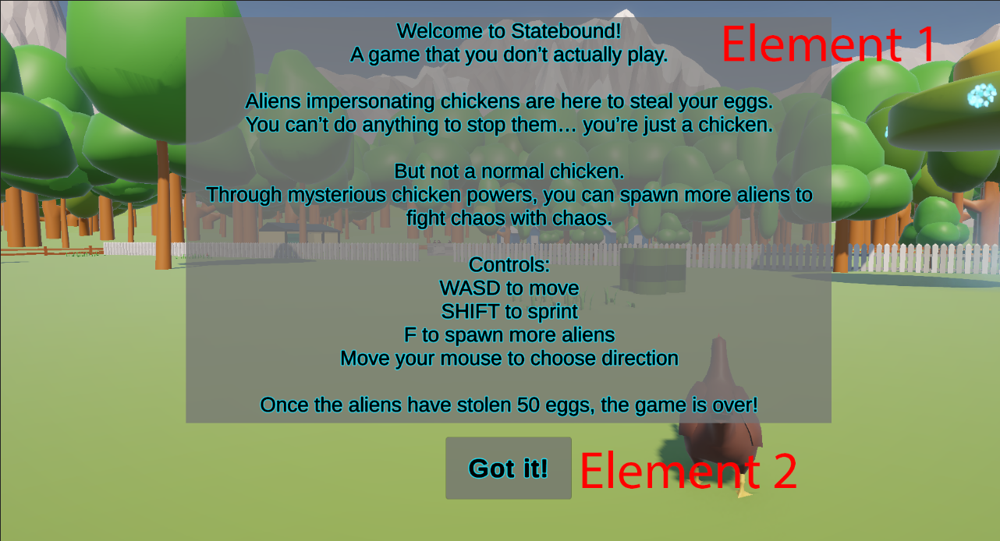 Welcome to Statebound!
Element 1
A game that you don't actually play.
Aliens impersonating chickens are here to steal your eggs.
You can't do anything to stop them… you're just a chicken.
But not a normal chicken.
Through mysterious chicken powers, you can spawn more aliens to
fight chaos with chaos.
Controls:
WASD to move
SHIFT to sprint
F to spawn more aliens
Move your mouse to choose direction
Once the aliens have stolen 50 eggs, the game is over!
Got it!
Element 2